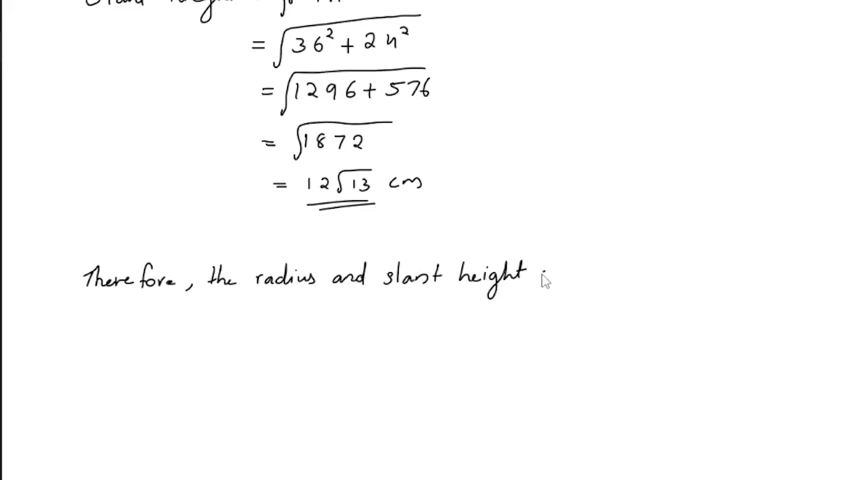 = √36² + 24²
= √1296 + 576
= √1872
= 12√13 cm
Therefore, the radius and slant height